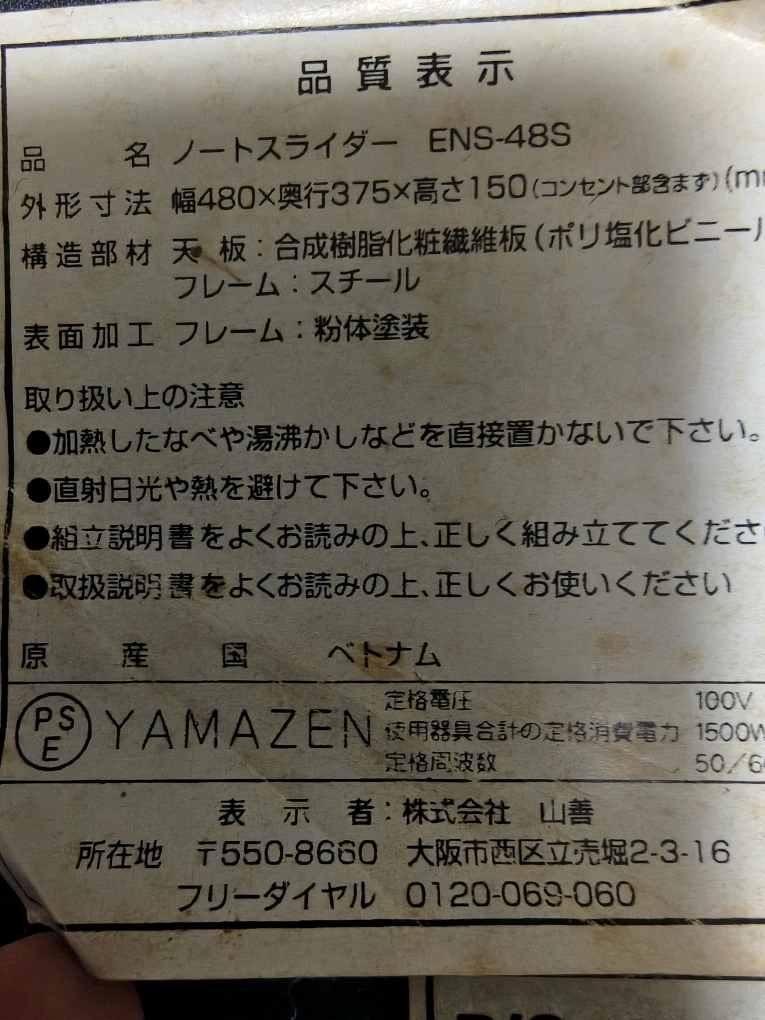 品質表示
品名 ノートスライダー ENS-48S
外形寸法 幅480×奥行375×高さ150(コンセント部含まず)(m
構造部材 天板:合成樹脂化粧繊維板(ポリ塩化ビニー
フレーム:スチール
表面加工 フレーム:粉体塗装
取り扱い上の注意
●加熱したなべや湯沸かしなどを直接置かないで下さい。
●直射日光や熱を避けて下さい。
●組立説明書をよくお読みの上、正しく組み立ててくださ
●取扱説明書をよくお読みの上、正しくお使いください
原産国 ベトナム
PSE YAMAZEN
定格電圧 100V
使用器具合計の定格消費電力 1500W
定格周波数 50/6
表示者:株式会社 山善
所在地 〒550-8660 大阪市西区立売堀2-3-16
フリーダイヤル 0120-069-060